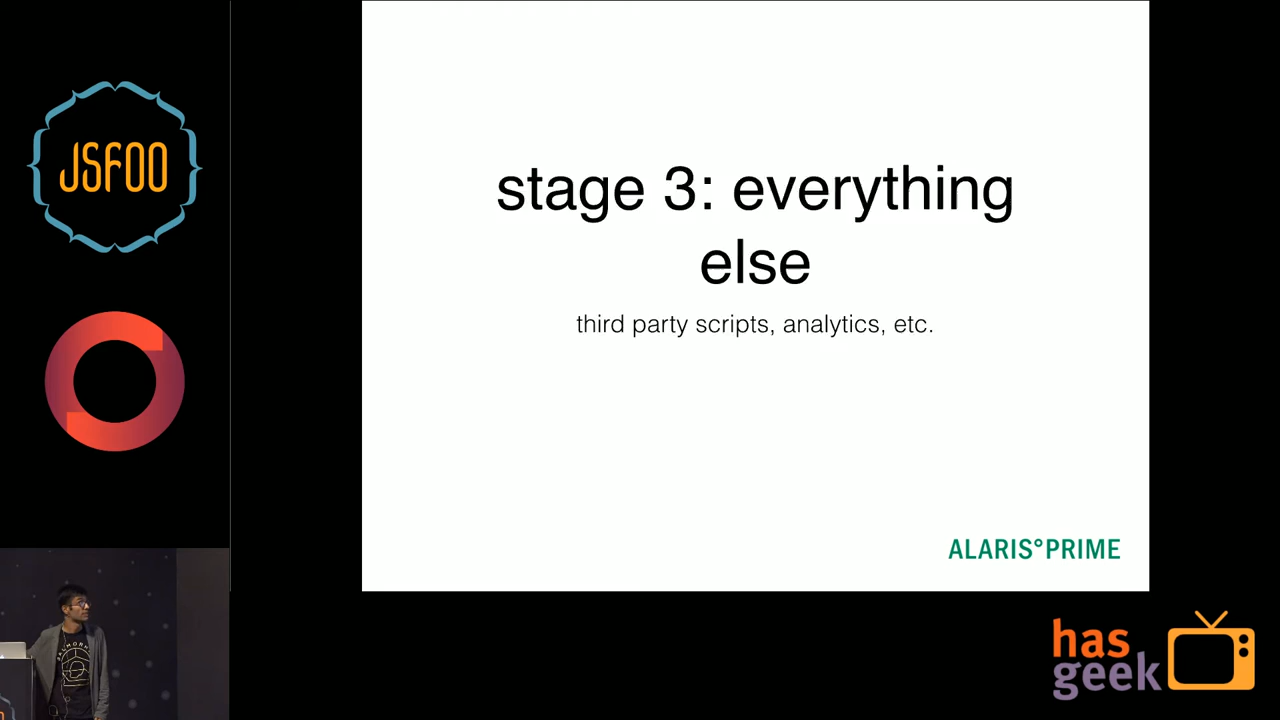 JSFOO
stage 3: everything
else
third party scripts, analytics, etc.
ALARIS°PRIME
has
geek